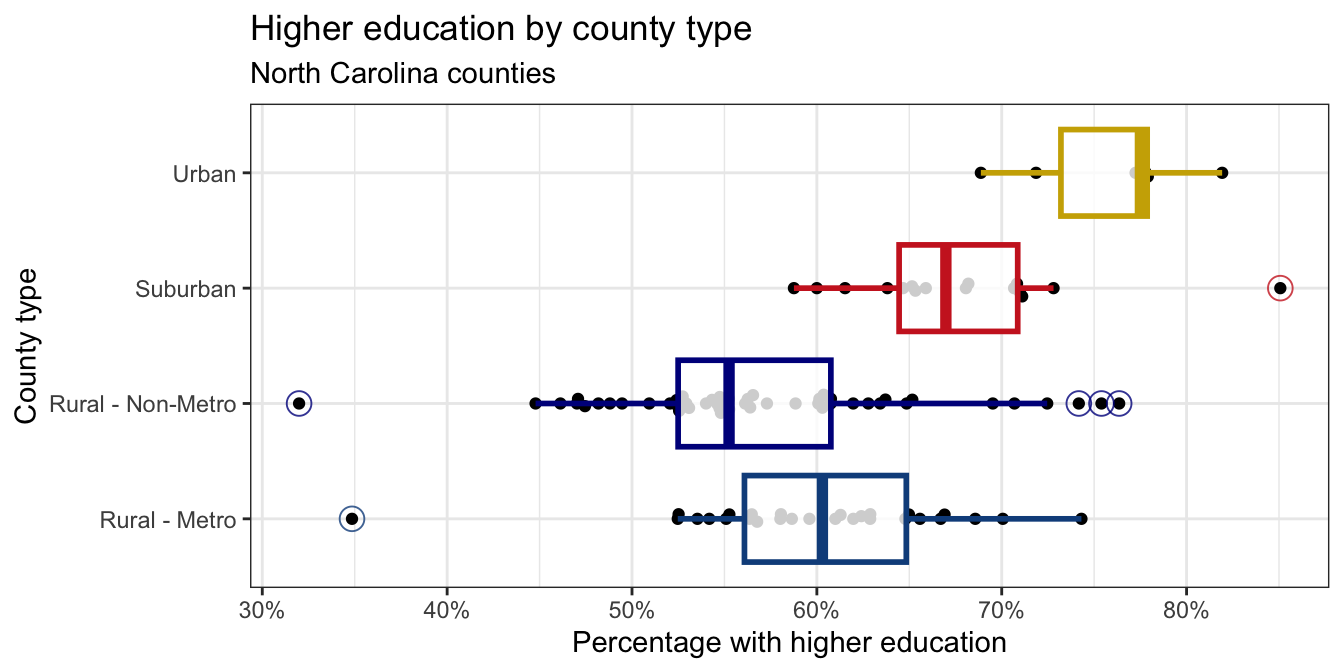 Higher education by county type
North Carolina counties
County type
Urban
Suburban
Rural - Non-Metro
Rural - Metro
30% 40% 50% 60% 70% 80%
Percentage with higher education